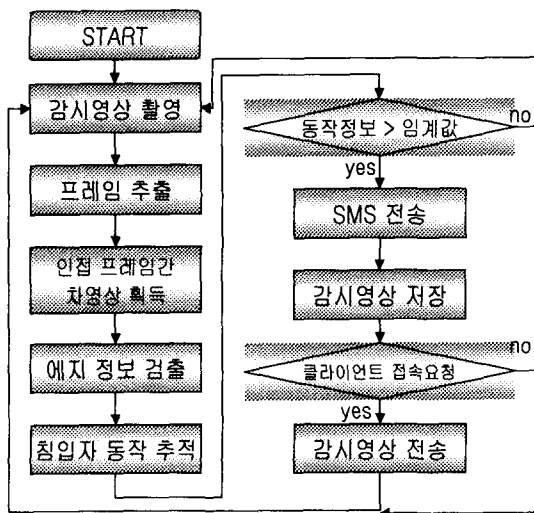 START
감시영상 촬영
프레임 추출
인접 프레임간
차영상 획득
에지 정보 검출
침입자 동작 추적
동작정보 > 임계값
no
yes
SMS 전송
감시영상 저장
클라이언트 접속요청
no
yes
감시영상 전송